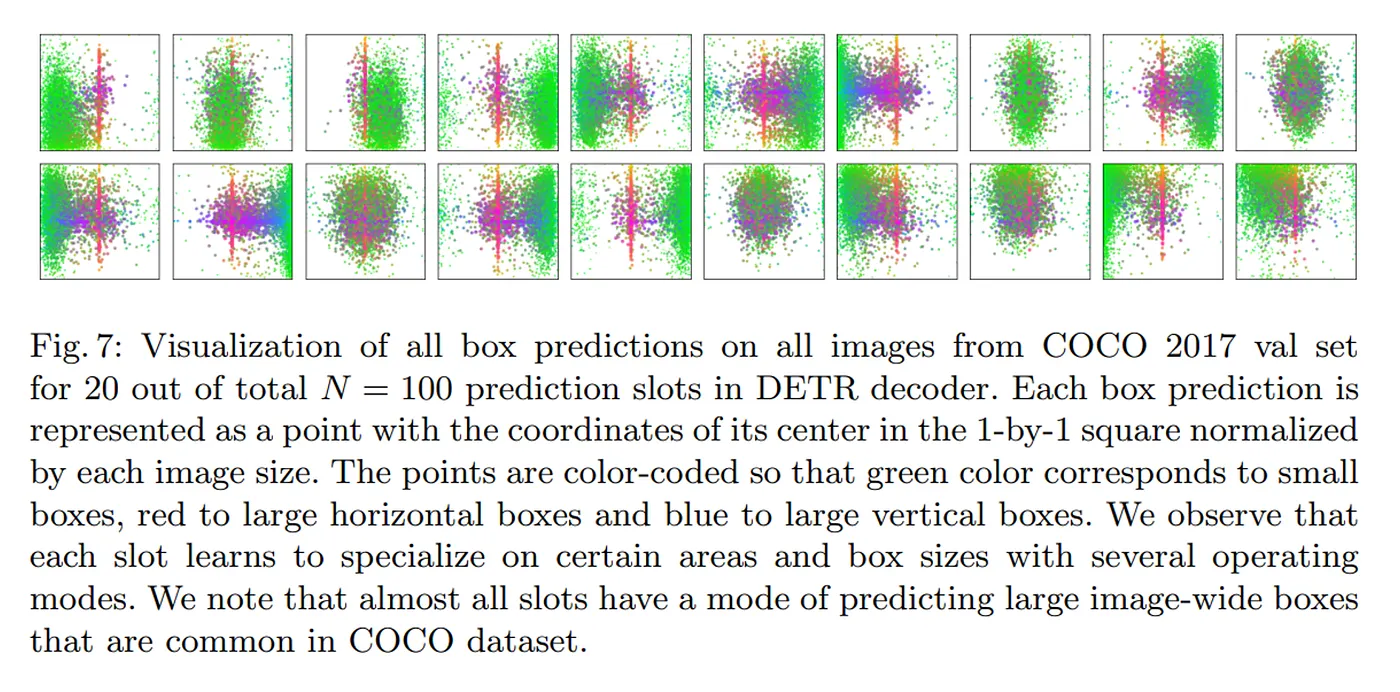 Fig. 7: Visualization of all box predictions on all images from COCO 2017 val set
for 20 out of total N = 100 prediction slots in DETR decoder. Each box prediction is
represented as a point with the coordinates of its center in the 1-by-1 square normalized
by each image size. The points are color-coded so that green color corresponds to small
boxes, red to large horizontal boxes and blue to large vertical boxes. We observe that
each slot learns to specialize on certain areas and box sizes with several operating
modes. We note that almost all slots have a mode of predicting large image-wide boxes
that are common in COCO dataset.